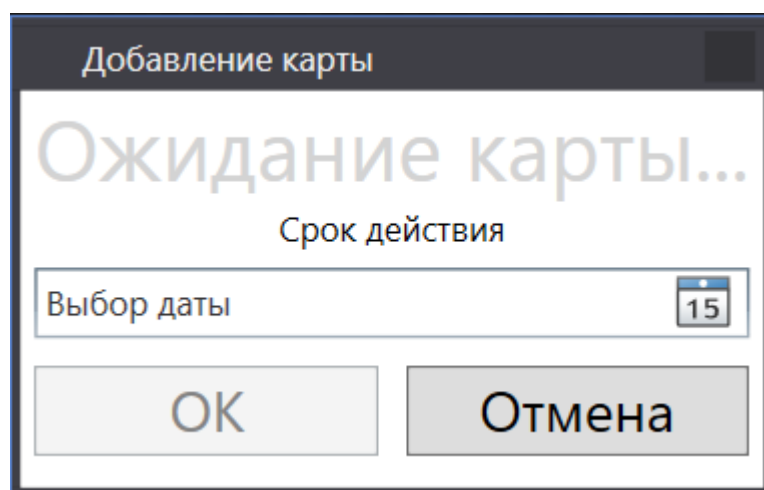 Добавление карты
Ожидание карты...
Срок действия
Выбор даты
15
OK
Отмена